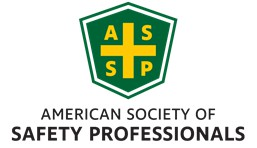 A S
S P
AMERICAN SOCIETY OF
SAFETY PROFESSIONALS